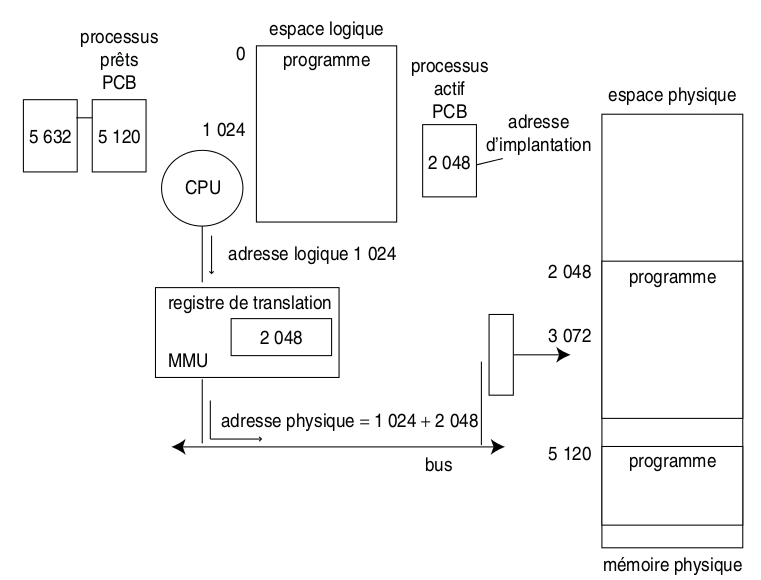 processus
prêts
PCB
5 632
5 120
espace logique
0
programme
1 024
CPU
processus
actif
PCB
2 048
adresse
d'implantation
espace physique
adresse logique 1 024
registre de translation
2 048
MMU
adresse physique = 1 024 + 2 048
bus
2 048
programme
3 072
5 120
programme
mémoire physique